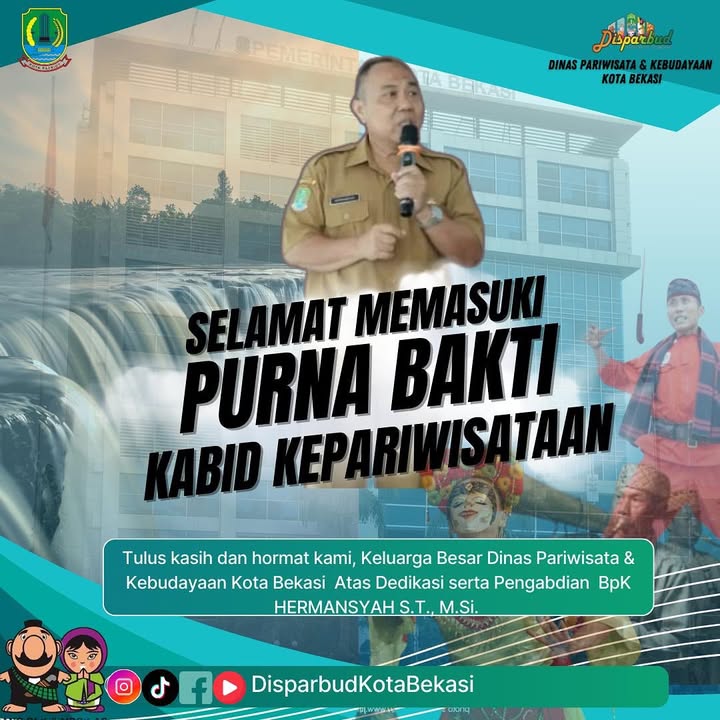 Disparbud
DINAS PARIWISATA & KEBUDAYAAN
KOTA BEKASI
SELAMAT MEMASUKI
PURNA BAKTI
KABID KEPARIWISATAAN
Tulus kasih dan hormat kami, Keluarga Besar Dinas Pariwisata &
Kebudayaan Kota Bekasi Atas Dedikasi serta Pengabdian BpK
HERMANSYAH S.T., M.Si.
DisparbudKotaBekasi